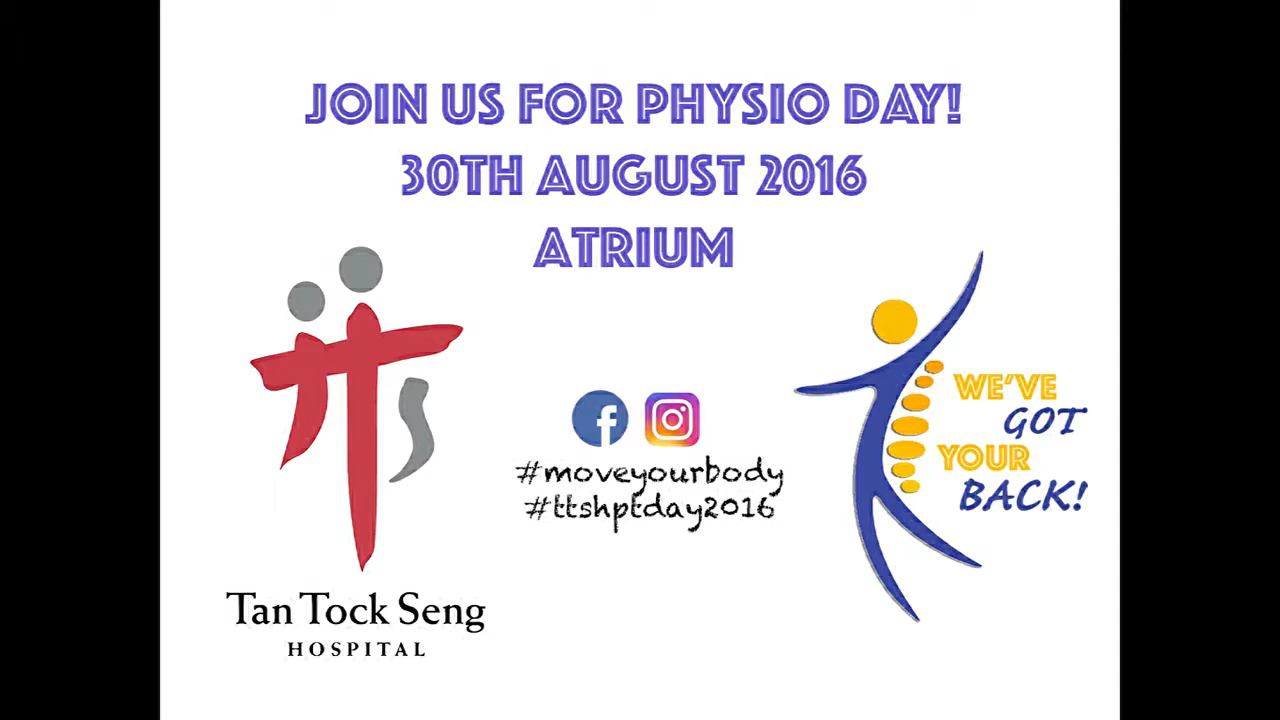 JOIN US FOR PHYSIO DAY!
30TH AUGUST 2016
ATRIUM
WE'VE
GOT
YOUR
BACK!
#moveyourbody
#ttshptday2016
Tan Tock Seng
HOSPITAL